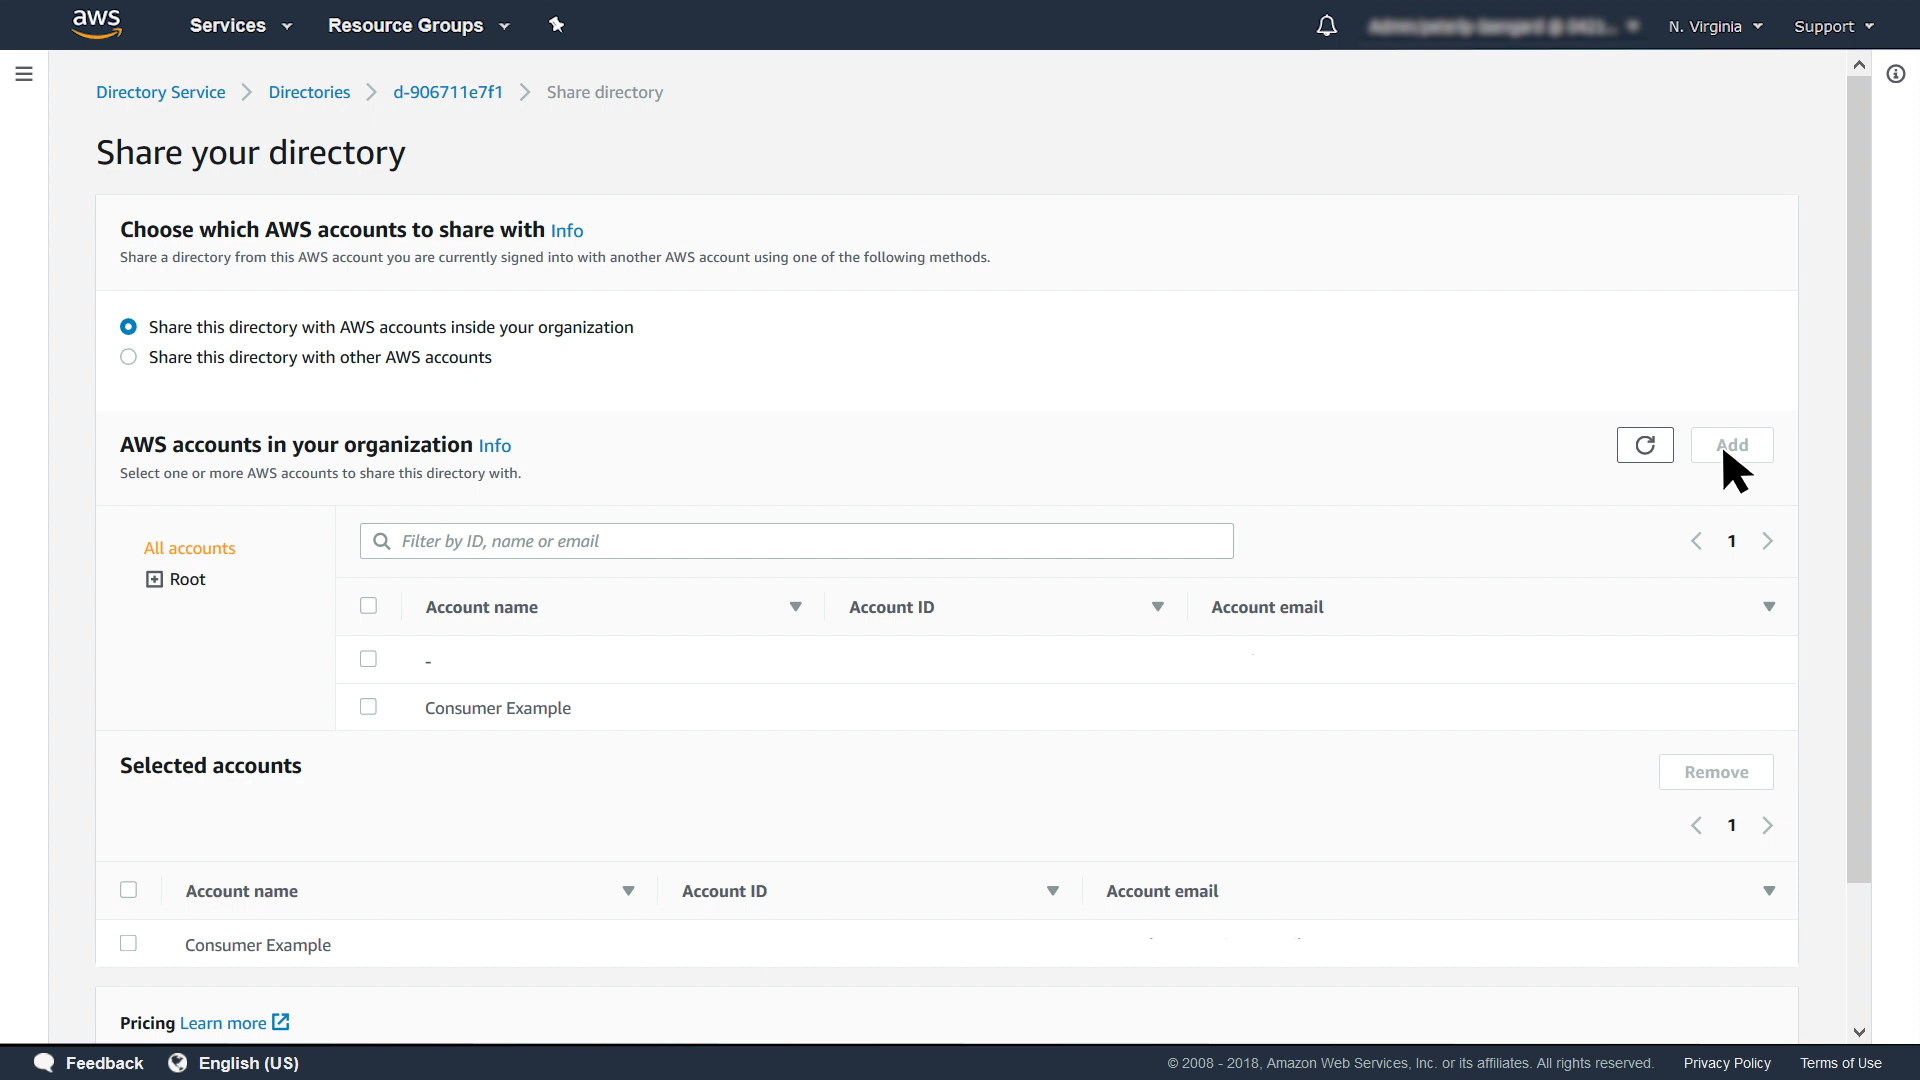 aws Services Resource Groups N. Virginia Support
Directory Service Directories d-906711e7f1 Share directory
Share your directory
Choose which AWS accounts to share with Info
Share a directory from this AWS account you are currently signed into with another AWS account using one of the following methods.
Share this directory with AWS accounts inside your organization
Share this directory with other AWS accounts
AWS accounts in your organization Info Add
Select one or more AWS accounts to share this directory with.
All accounts Filter by ID, name or email 1
Root
Account name Account ID Account email
-
Consumer Example
Selected accounts Remove
1
Account name Account ID Account email
Consumer Example
Pricing Learn more
Feedback English (US) © 2008 - 2018, Amazon Web Services, Inc. or its affiliates. All rights reserved. Privacy Policy Terms of Use